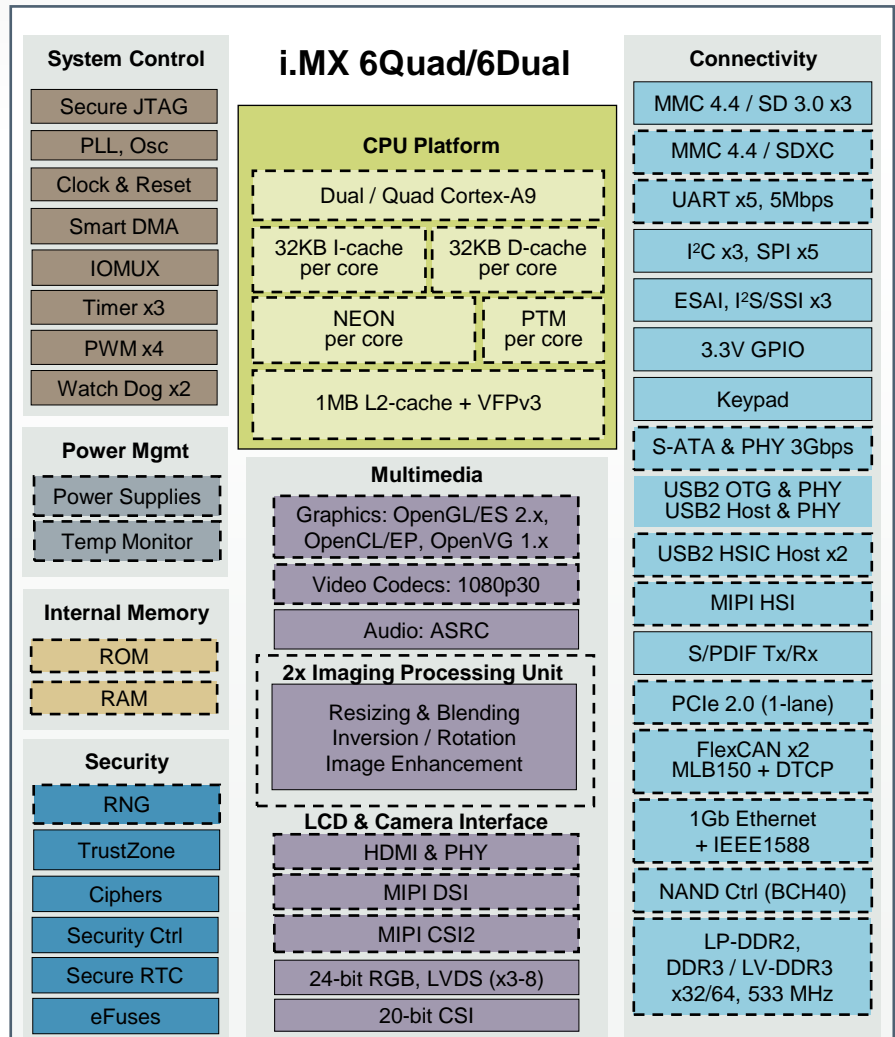 i.MX 6Quad/6Dual
System Control
Secure JTAG
PLL, Osc
Clock & Reset
Smart DMA
IOMUX
Timer x3
PWM x4
Watch Dog x2
Power Mgmt
Power Supplies
Temp Monitor
Internal Memory
ROM
RAM
Security
RNG
TrustZone
Ciphers
Security Ctrl
Secure RTC
eFuses
CPU Platform
Dual / Quad Cortex-A9
32KB I-cache
per core
32KB D-cache
per core
NEON
per core
PTM
per core
1MB L2-cache + VFPv3
Multimedia
Graphics: OpenGL/ES 2.x,
OpenCL/EP, OpenVG 1.x
Video Codecs: 1080p30
Audio: ASRC
2x Imaging Processing Unit
Resizing & Blending
Inversion / Rotation
Image Enhancement
LCD & Camera Interface
HDMI & PHY
MIPI DSI
MIPI CSI2
24-bit RGB, LVDS (x3-8)
20-bit CSI
Connectivity
MMC 4.4 / SD 3.0 x3
MMC 4.4 / SDXC
UART x5, 5Mbps
I²C x3, SPI x5
ESAI, I²S/SSI x3
3.3V GPIO
Keypad
S-ATA & PHY 3Gbps
USB2 OTG & PHY
USB2 Host & PHY
USB2 HSIC Host x2
MIPI HSI
S/PDIF Tx/Rx
PCIe 2.0 (1-lane)
FlexCAN x2
MLB150 + DTCP
1Gb Ethernet
+ IEEE1588
NAND Ctrl (BCH40)
LP-DDR2,
DDR3 / LV-DDR3
x32/64, 533 MHz